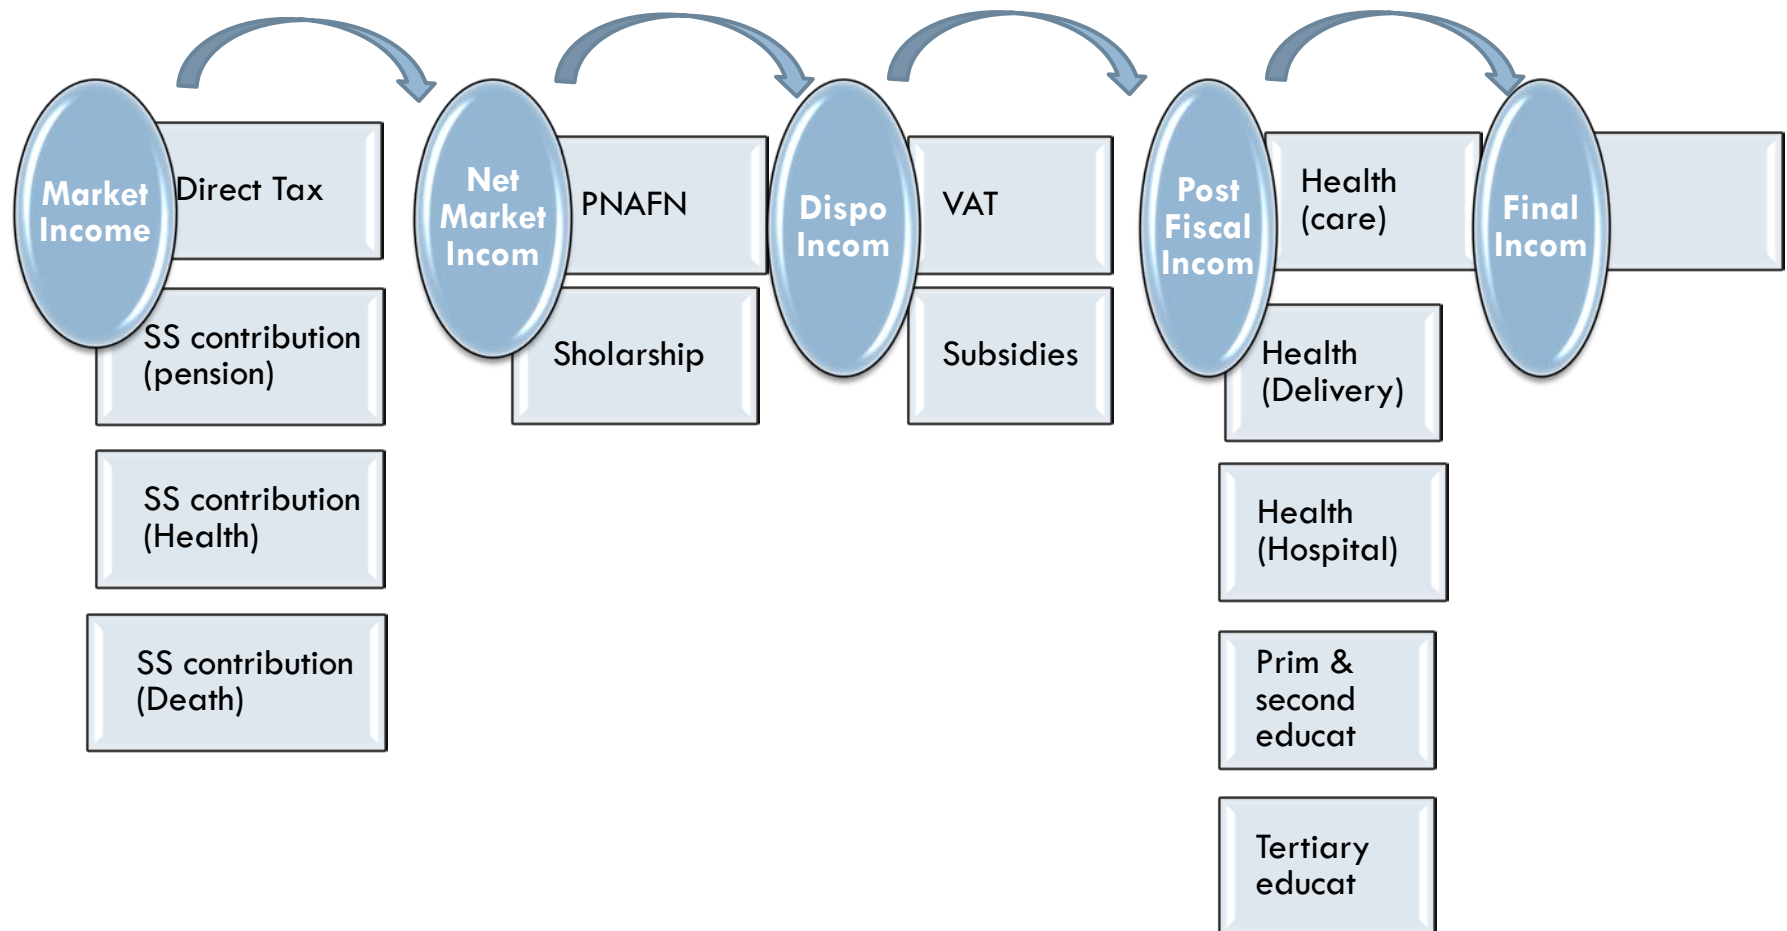 Market
Income
Direct Tax
SS contribution
(pension)
SS contribution
(Health)
SS contribution
(Death)
Net
Market
Incom
PNAFN
Sholarship
Dispo
Incom
VAT
Subsidies
Post
Fiscal
Incom
Health
(care)
Health
(Delivery)
Health
(Hospital)
Prim &
second
educat
Tertiary
educat
Final
Incom